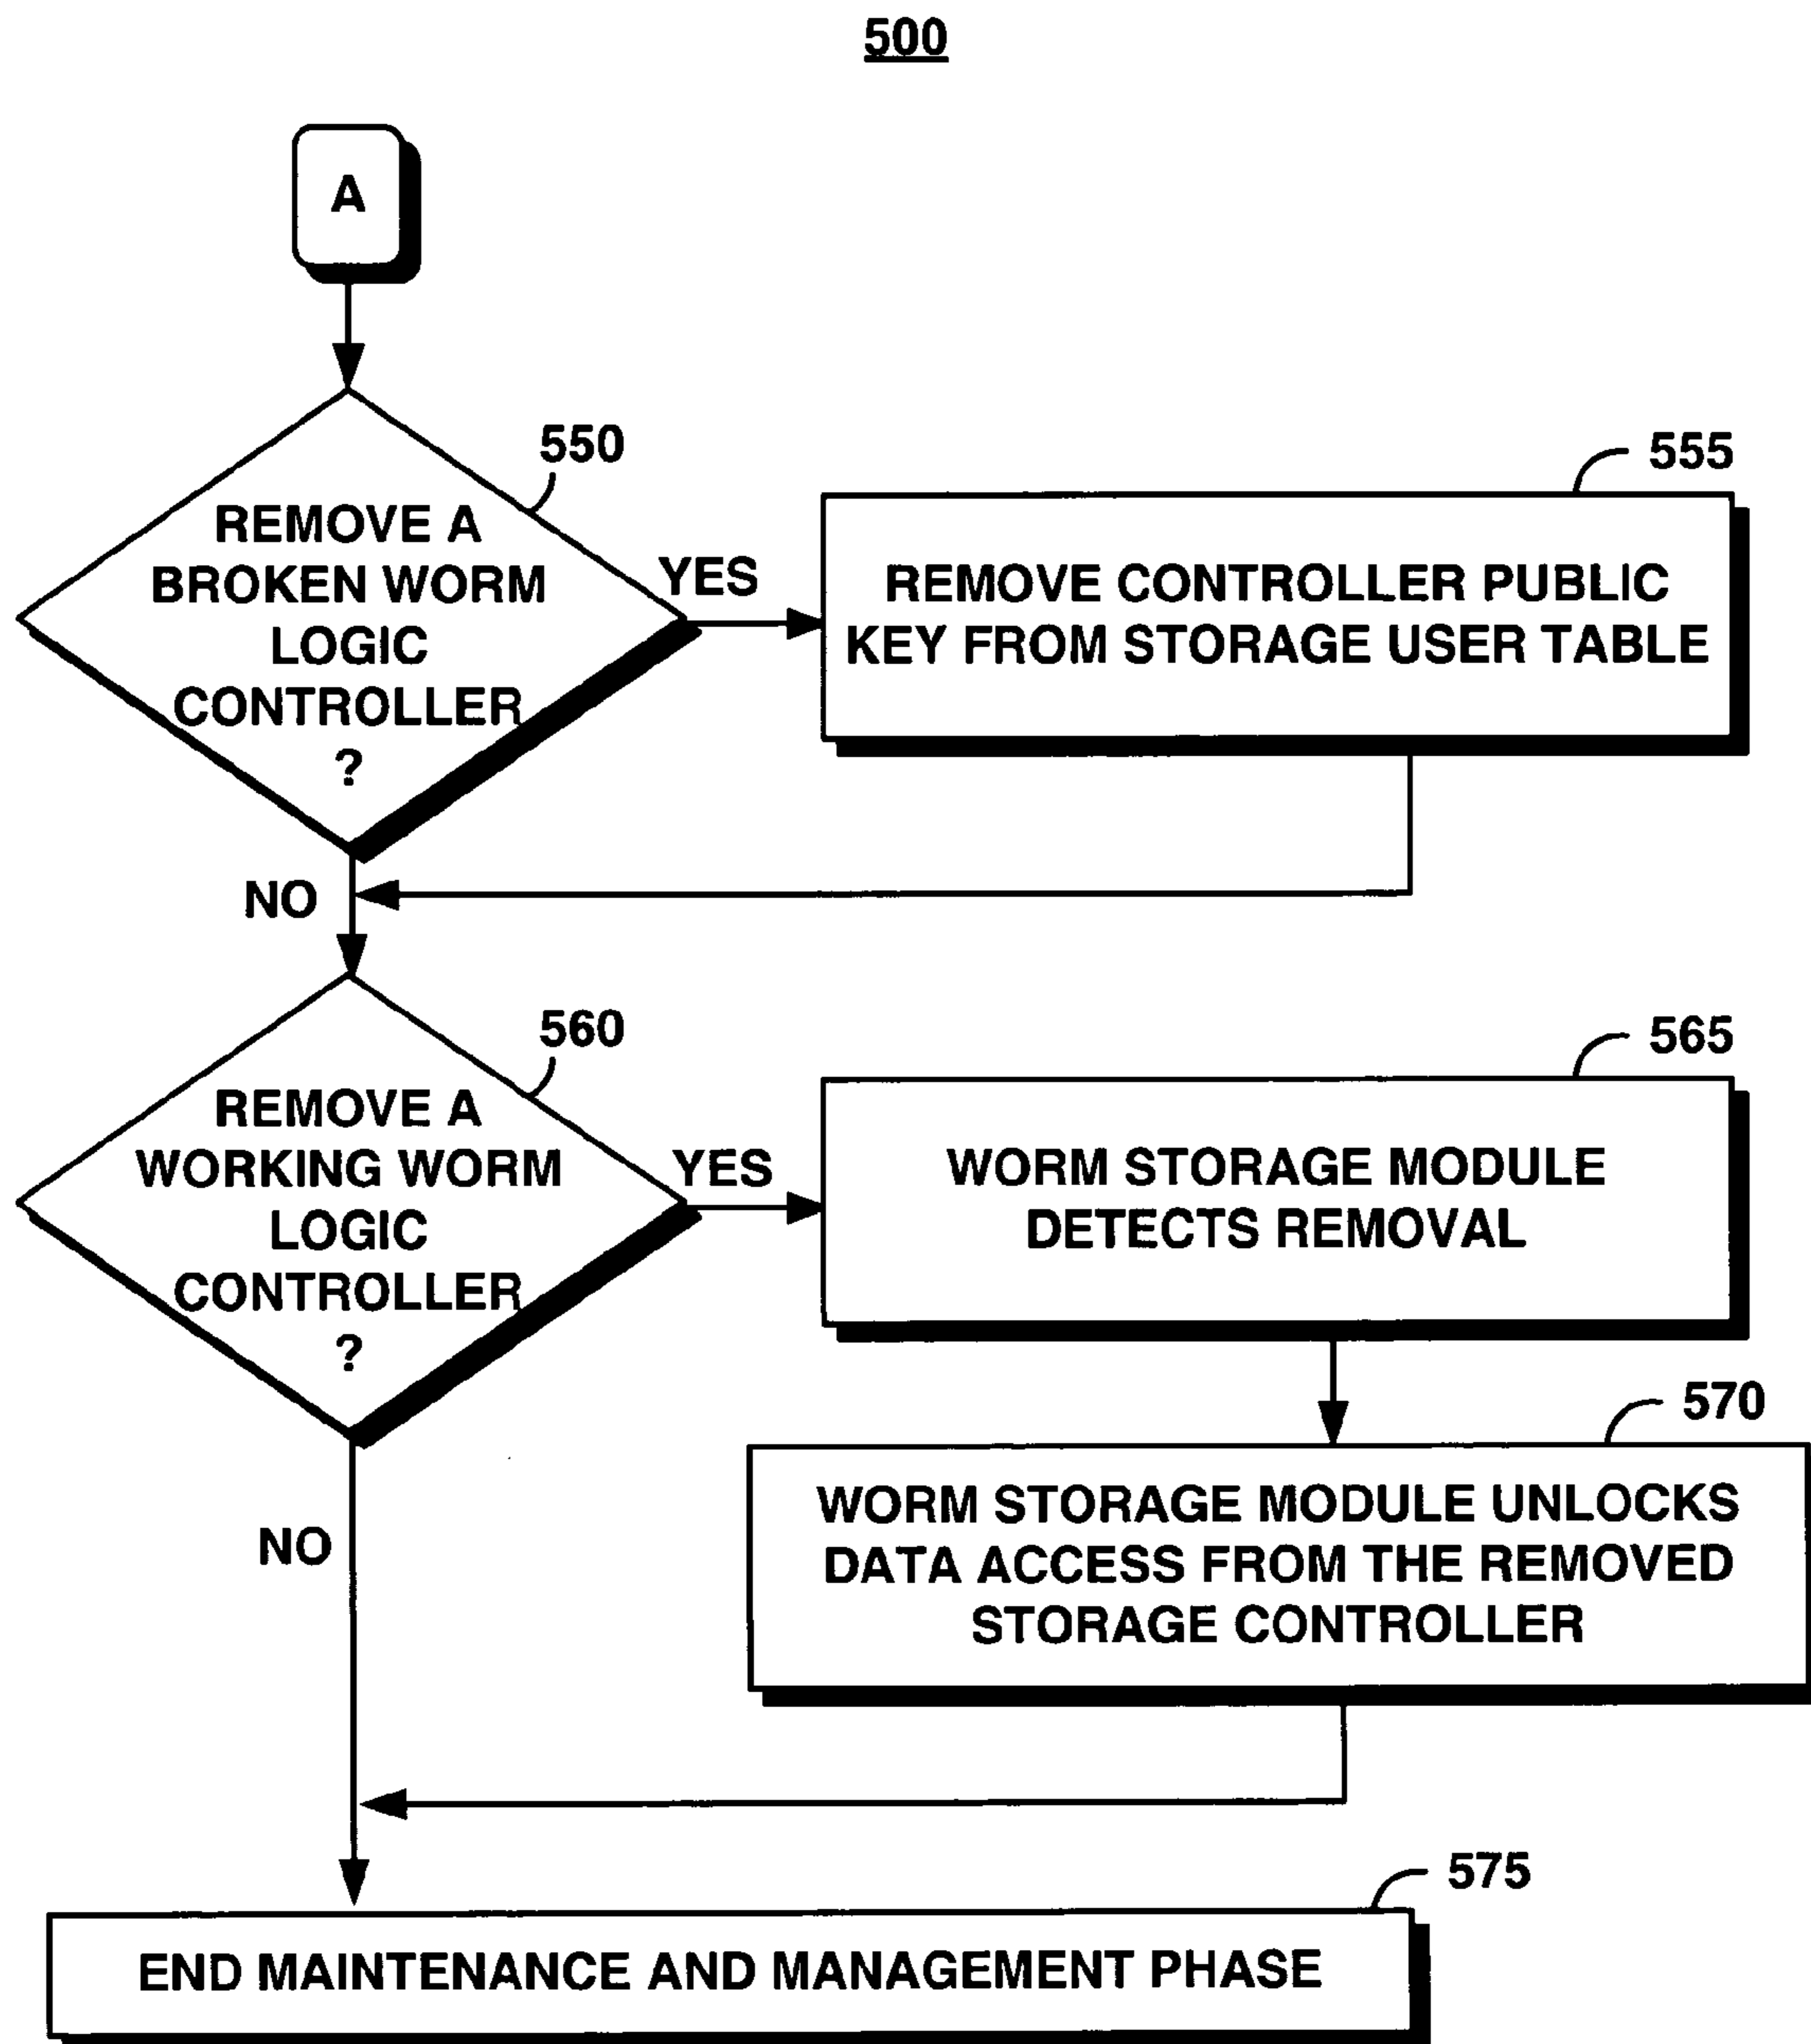 500
A
550
REMOVE A
BROKEN WORM
LOGIC
CONTROLLER
?
YES
555
REMOVE CONTROLLER PUBLIC
KEY FROM STORAGE USER TABLE
NO
560
REMOVE A
WORKING WORM
LOGIC
CONTROLLER
?
YES
565
WORM STORAGE MODULE
DETECTS REMOVAL
570
WORM STORAGE MODULE UNLOCKS
DATA ACCESS FROM THE REMOVED
STORAGE CONTROLLER
NO
575
END MAINTENANCE AND MANAGEMENT PHASE